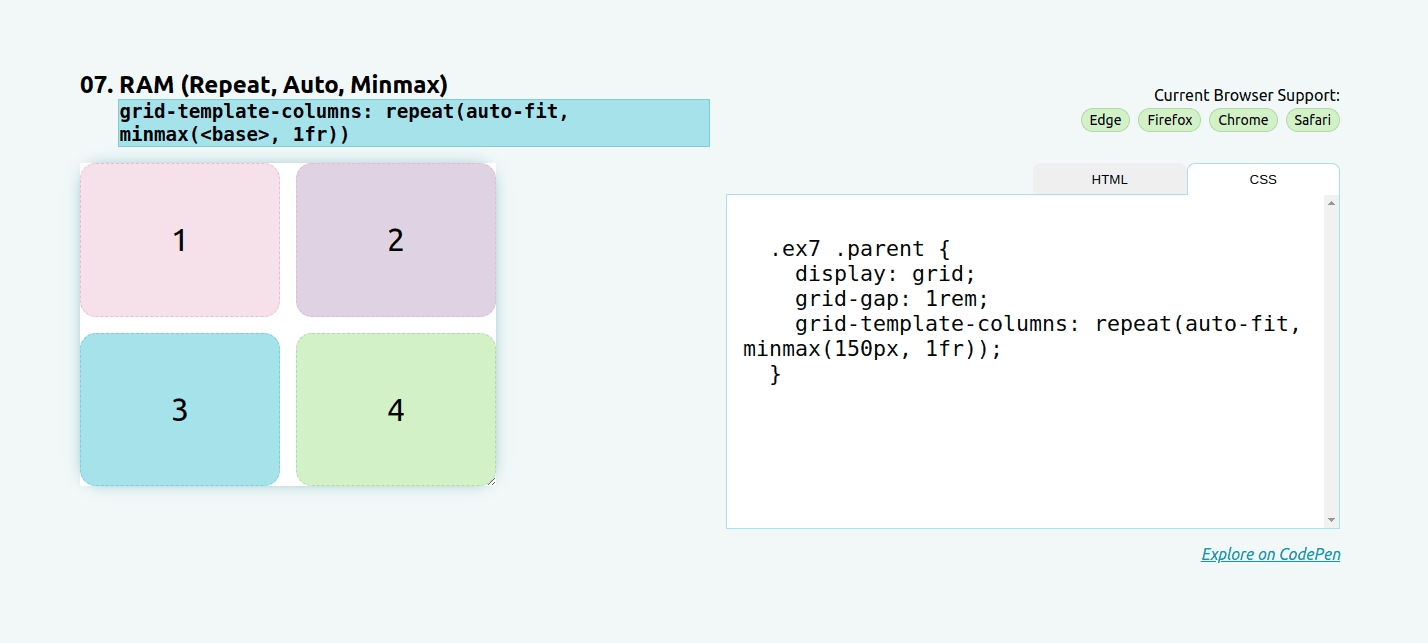 07. RAM (Repeat, Auto, Minmax)
grid-template-columns: repeat(auto-fit,
minmax(<base>, 1fr))
Current Browser Support:
Edge Firefox Chrome Safari
1
2
3
4
HTML CSS
.ex7 .parent {
display: grid;
grid-gap: 1rem;
grid-template-columns: repeat(auto-fit,
minmax(150px, 1fr));
}
Explore on CodePen